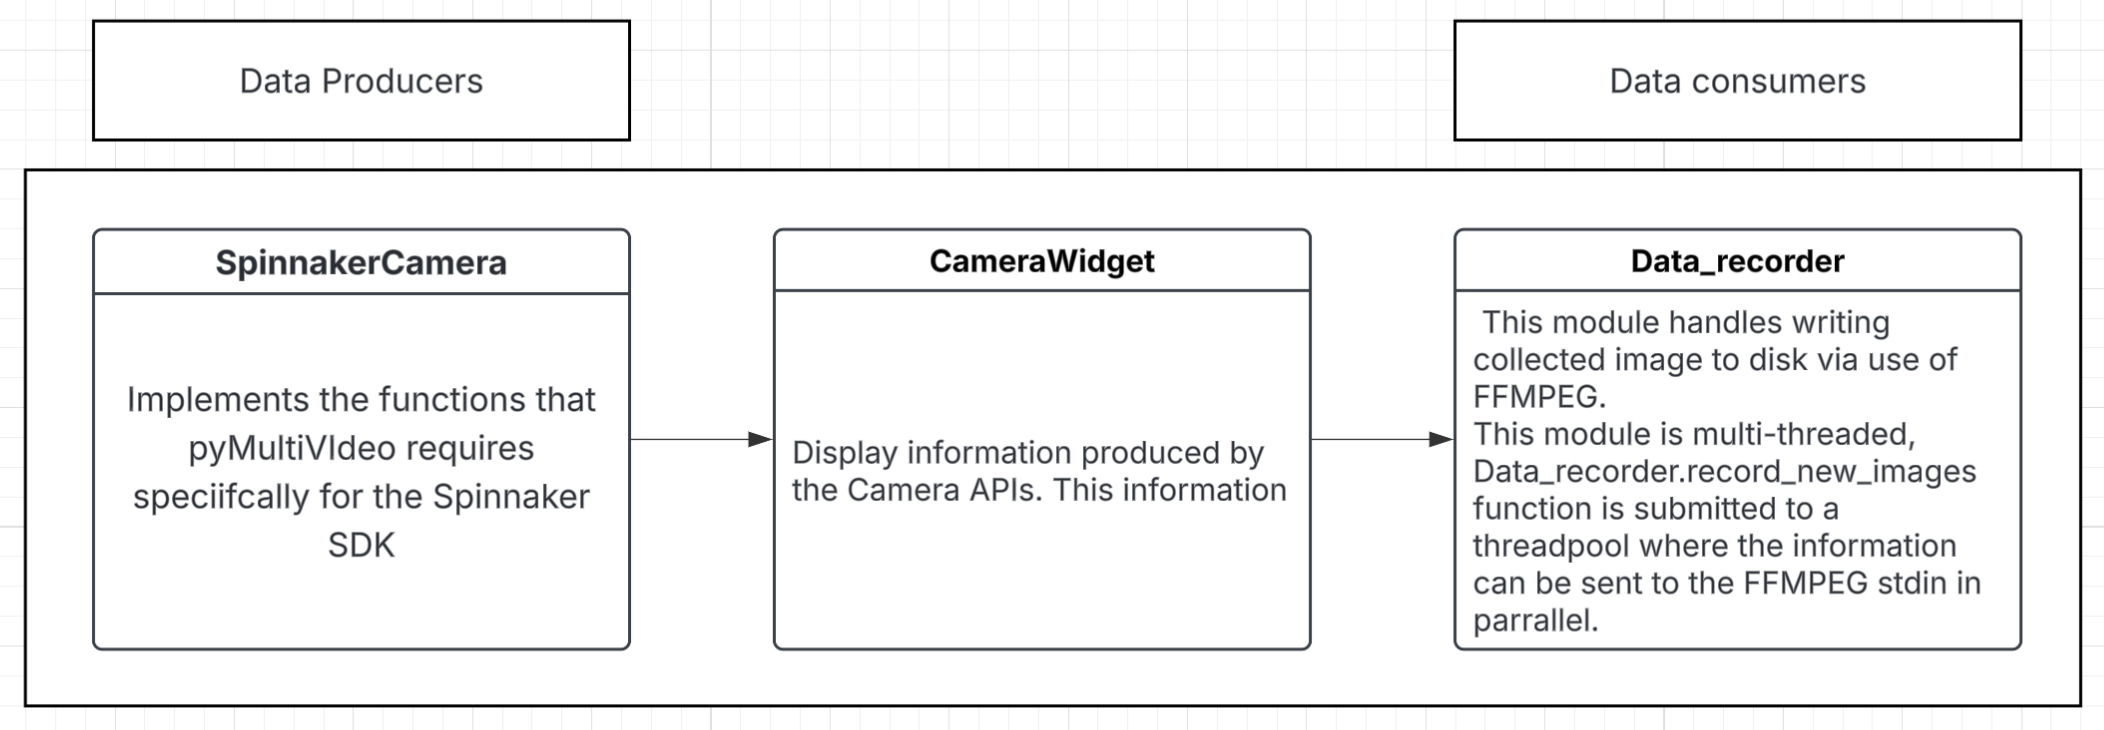 Data Producers
Data consumers
SpinnakerCamera
Implements the functions that
pyMultiVIdeo requires
speciifcally for the Spinnaker
SDK
CameraWidget
Display information produced by
the Camera APIs. This information
Data_recorder
This module handles writing
collected image to disk via use of
FFMPEG.
This module is multi-threaded,
Data_recorder.record_new_images
function is submitted to a
threadpool where the information
can be sent to the FFMPEG stdin in
parrallel.